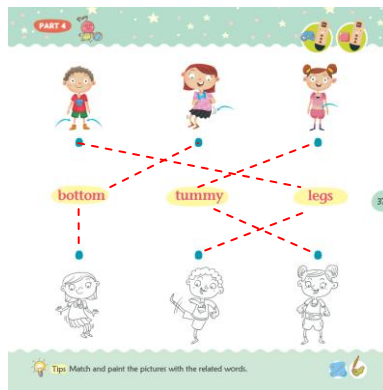 PART 4
bottom tummy legs
Tips Match and paint the pictures with the related words.